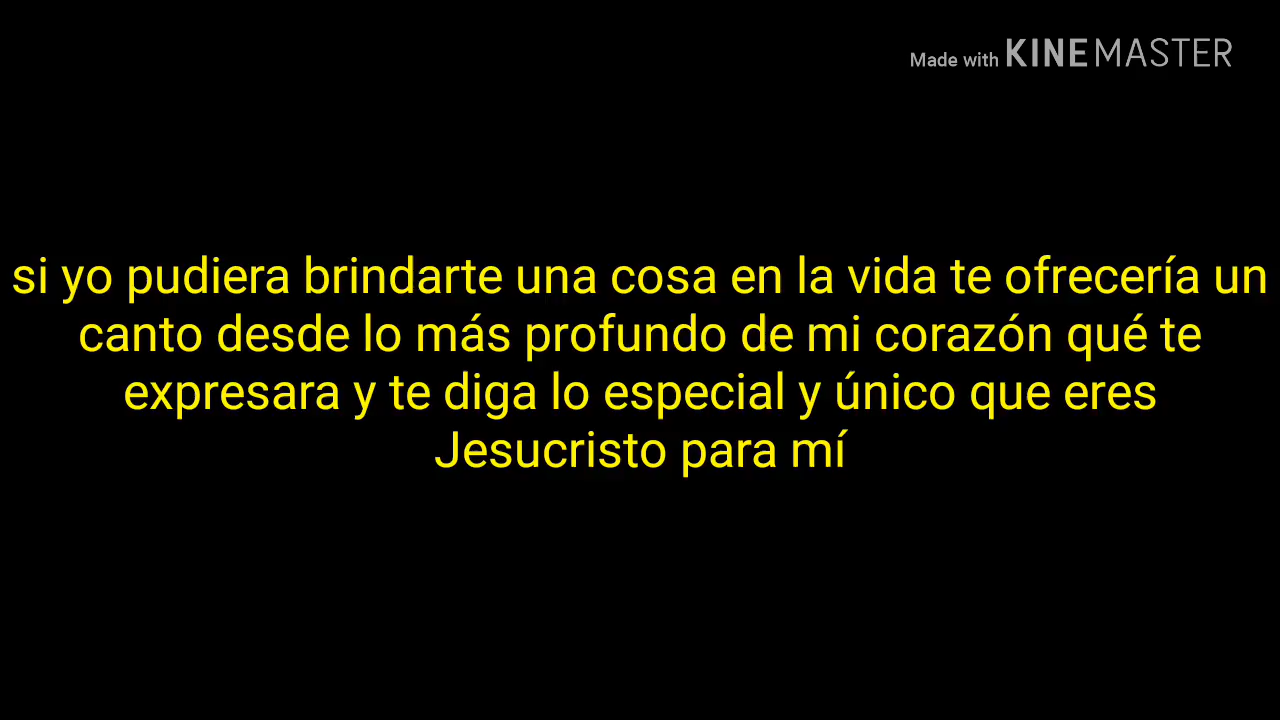 Made with KINEMASTER
si yo pudiera brindarte una cosa en la vida te ofrecería un
canto desde lo más profundo de mi corazón qué te
expresara y te diga lo especial y único que eres
Jesucristo para mí